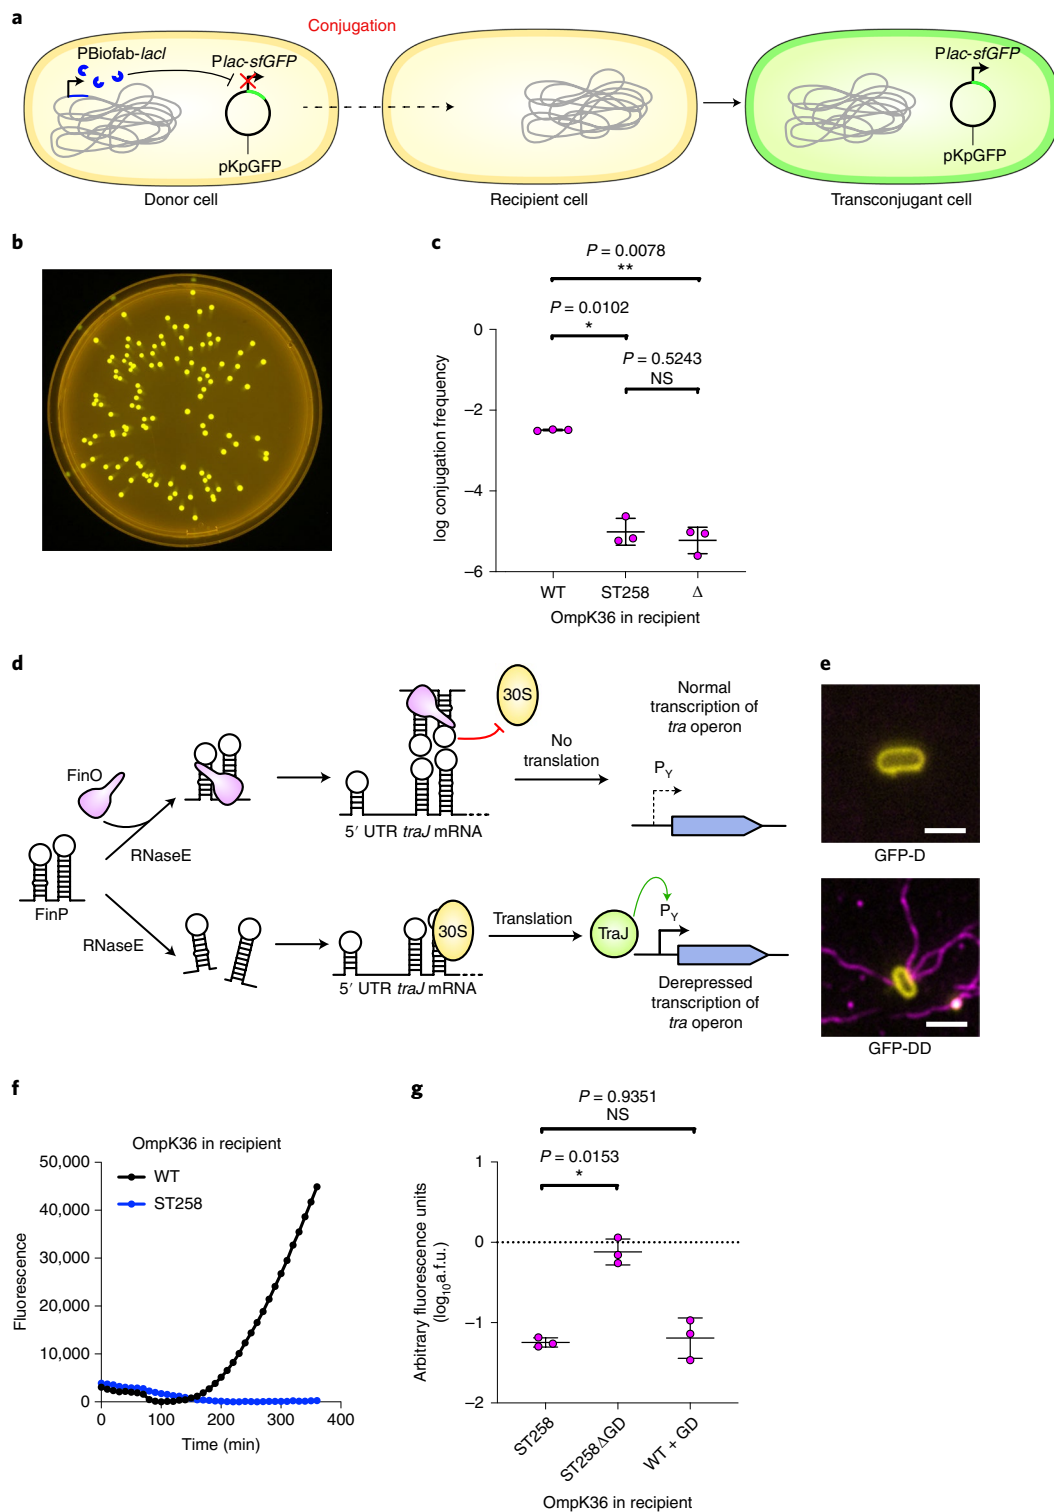 a
Conjugation
PBiofab-lacI
Plac-sfGFP
pKpGFP
Donor cell
Recipient cell
Plac-sfGFP
pKpGFP
Transconjugant cell
b
c
P = 0.0078
**
P = 0.0102
*
P = 0.5243
NS
log conjugation frequency
0
–2
–4
–6
WT
ST258
Δ
OmpK36 in recipient
d
FinO
RNaseE
FinP
RNaseE
30S
5′ UTR traJ mRNA
No
translation
Normal
transcription of
tra operon
PY
30S
5′ UTR traJ mRNA
Translation
TraJ
PY
Derepressed
transcription of
tra operon
e
GFP-D
GFP-DD
f
OmpK36 in recipient
WT
ST258
Fluorescence
50,000
40,000
30,000
20,000
10,000
0
0
100
200
300
400
Time (min)
g
P = 0.9351
NS
P = 0.0153
*
Arbitrary fluorescence units
(log10a.f.u.)
1
0
–1
–2
ST258
ST258ΔGD
WT + GD
OmpK36 in recipient